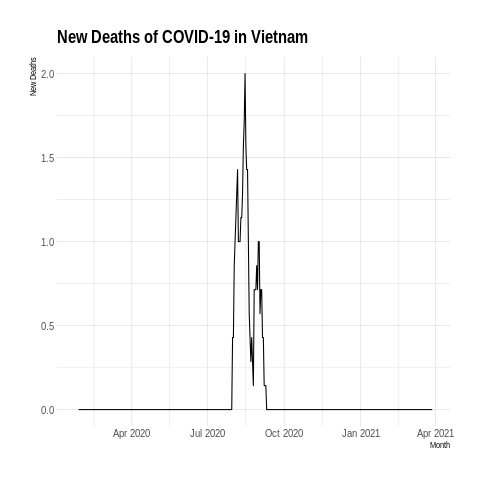 New Deaths of COVID-19 in Vietnam
New Deaths
2.0
1.5
1.0
0.5
0.0
Apr 2020 Jul 2020 Oct 2020 Jan 2021 Apr 2021
Month